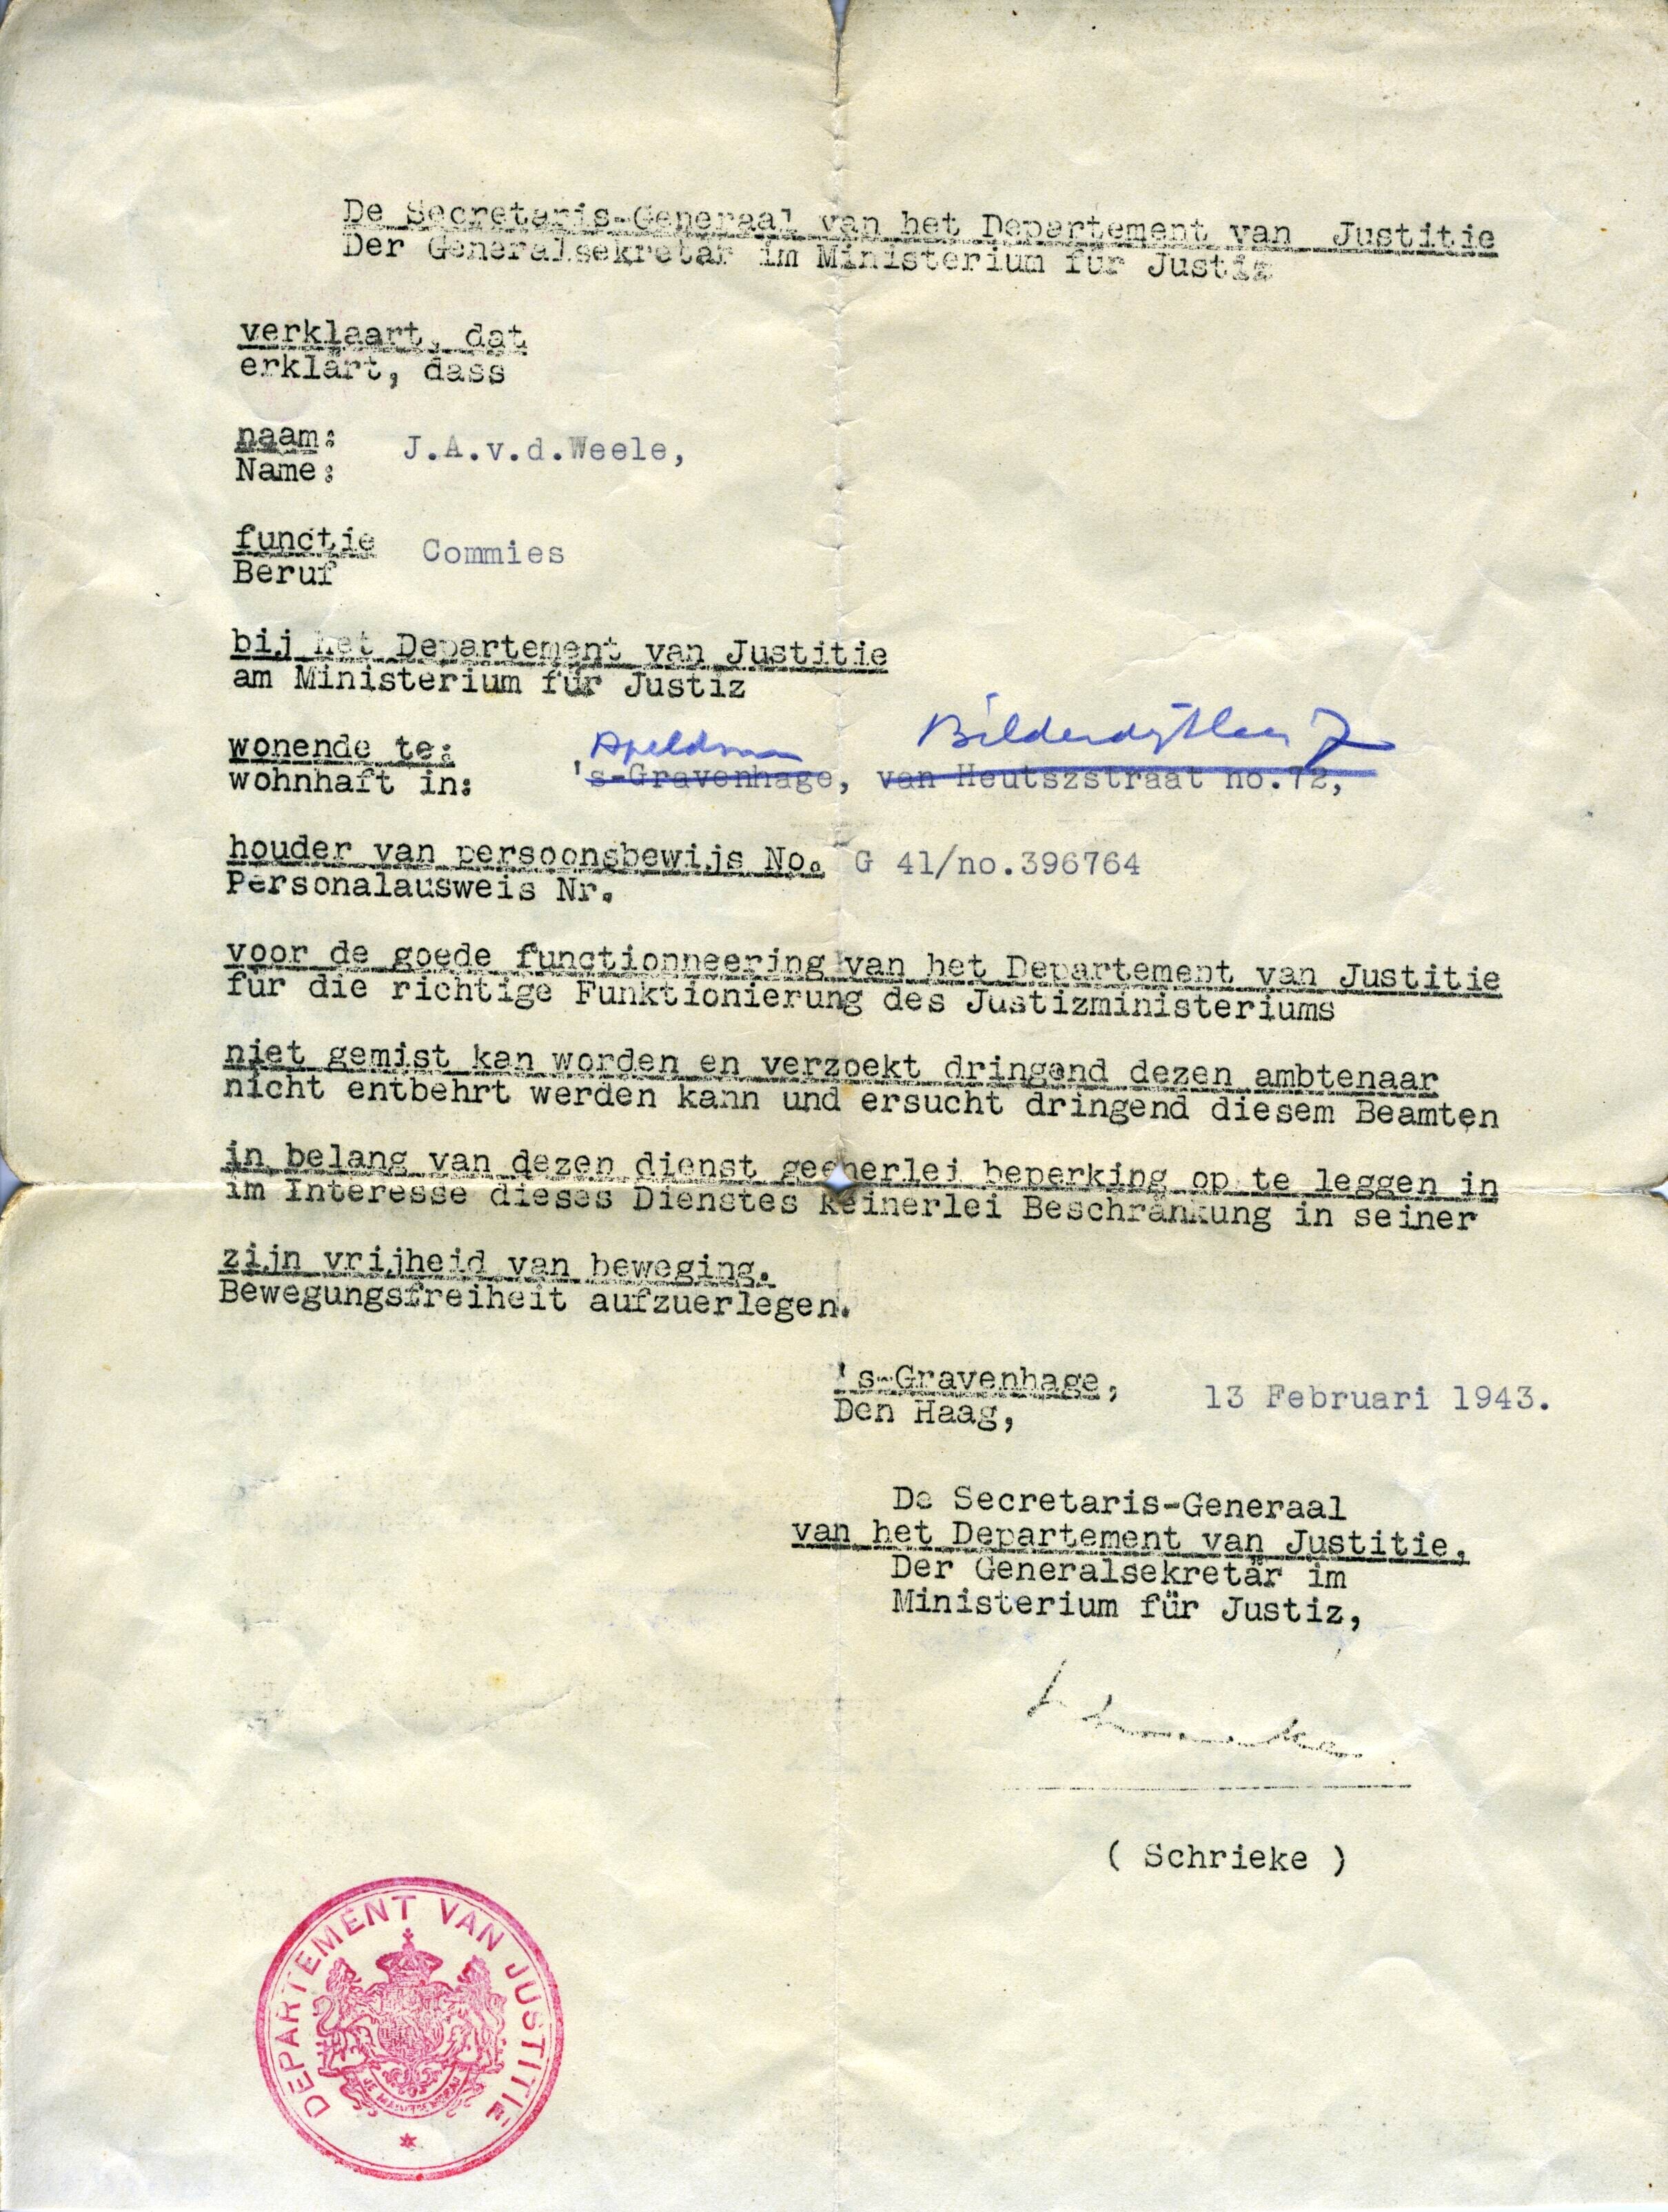 De Secretaris-Generaal van het Departement van Justitie
Der Generalsekretär im Ministerium für Justiz
verklaart, dat
erklärt, dass
naam: J.A.v.d.Weele,
Name:
functie Commies
Beruf
bij het Departement van Justitie
am Ministerium für Justiz
Apeldoorn Bilderdijklaan 7
wonende te: 's-Gravenhage, van Heutszstraat no.72,
wohnhaft in:
houder van persoonsbewijs No. G 41/no.396764
Personalausweis Nr.
voor de goede functionneering van het Departement van Justitie
für die richtige Funktionierung des Justizministeriums
niet gemist kan worden en verzoekt dringend dezen ambtenaar
nicht entbehrt werden kann und ersucht dringend diesem Beamten
in belang van dezen dienst geenerlei beperking op te leggen in
im Interesse dieses Dienstes keinerlei Beschränkung in seiner
zijn vrijheid van beweging.
Bewegungsfreiheit aufzuerlegen.
's-Gravenhage, 13 Februari 1943.
Den Haag,
De Secretaris-Generaal
van het Departement van Justitie,
Der Generalsekretär im
Ministerium für Justiz,
( Schrieke )
DEPARTEMENT VAN JUSTITIE